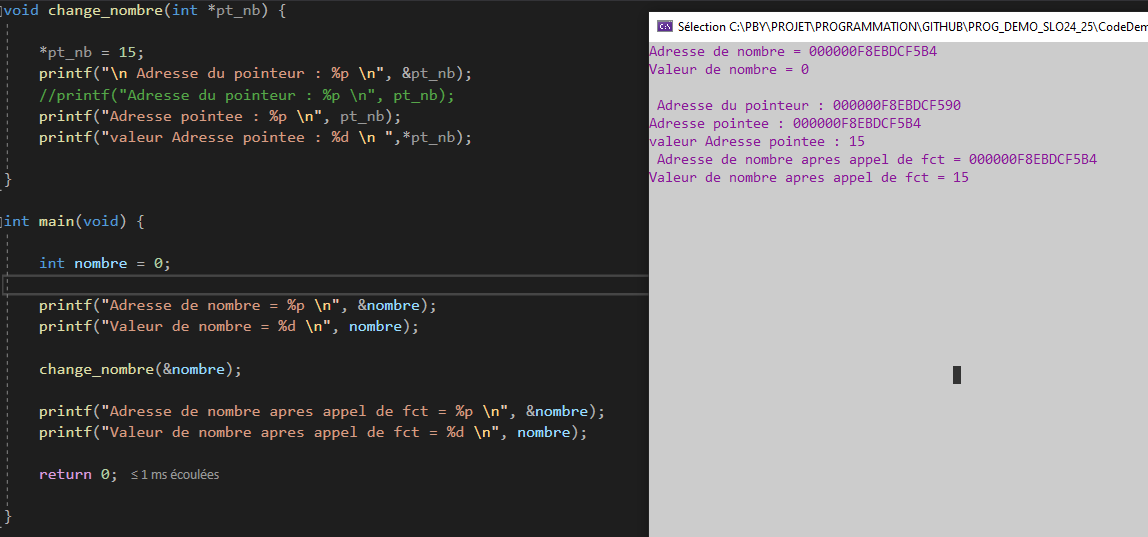 void change_nombre(int *pt_nb) {
*pt_nb = 15;
printf("\n Adresse du pointeur : %p \n", &pt_nb);
//printf("Adresse du pointeur : %p \n", pt_nb);
printf("Adresse pointee : %p \n", pt_nb);
printf("valeur Adresse pointee : %d \n ",*pt_nb);
}
int main(void) {
int nombre = 0;
printf("Adresse de nombre = %p \n", &nombre);
printf("Valeur de nombre = %d \n", nombre);
change_nombre(&nombre);
printf("Adresse de nombre apres appel de fct = %p \n", &nombre);
printf("Valeur de nombre apres appel de fct = %d \n", nombre);
return 0; ≤ 1 ms écoulées
}
Sélection C:\PBY\PROJET\PROGRAMMATION\GITHUB\PROG_DEMO_SLO24_25\CodeDem
Adresse de nombre = 000000F8EBDCF5B4
Valeur de nombre = 0
Adresse du pointeur : 000000F8EBDCF590
Adresse pointee : 000000F8EBDCF5B4
valeur Adresse pointee : 15
Adresse de nombre apres appel de fct = 000000F8EBDCF5B4
Valeur de nombre apres appel de fct = 15